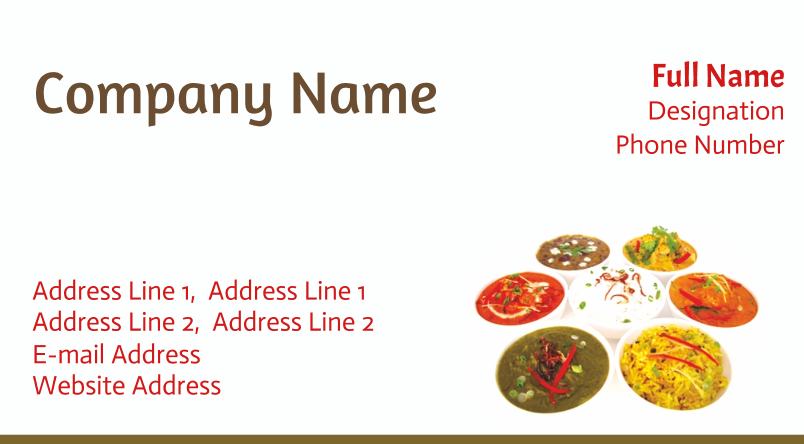 Company Name
Full Name
Designation
Phone Number
Address Line 1,  Address Line 1
Address Line 2,  Address Line 2
E-mail Address
Website Address